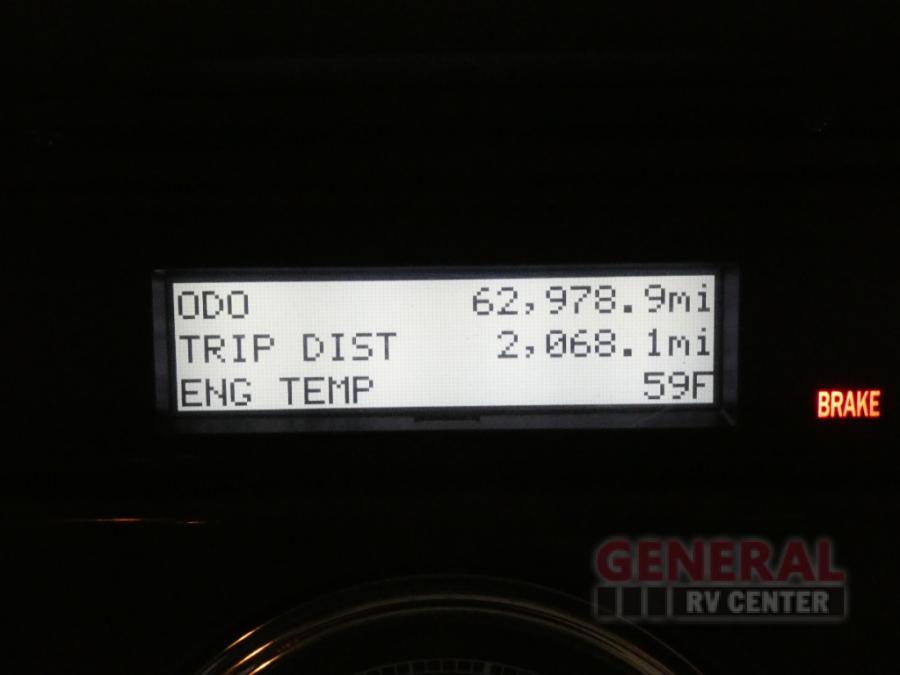 ODO 62,978.9mi
TRIP DIST 2,068.1mi
ENG TEMP 59F
BRAKE
GENERAL
RV CENTER